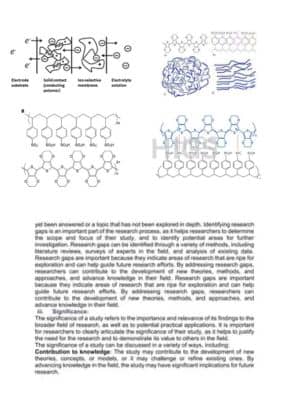 e⁻
e⁻
e⁻
Electrode substrate
Solid contact (conducting polymer)
Ion-selective membrane
Electrolyte solution
HIQS
yet been answered or a topic that has not been explored in depth. Identifying research
gaps is an important part of the research process, as it helps researchers to determine
the scope and focus of their study, and to identify potential areas for further
investigation. Research gaps can be identified through a variety of methods, including
literature reviews, surveys of experts in the field, and analysis of existing data.
Research gaps are important because they indicate areas of research that are ripe for
exploration and can help guide future research efforts. By addressing research gaps,
researchers can contribute to the development of new theories, methods, and
approaches, and advance knowledge in their field. Research gaps are important
because they indicate areas of research that are ripe for exploration and can help
guide future research efforts. By addressing research gaps, researchers can
contribute to the development of new theories, methods, and approaches, and
advance knowledge in their field.
iii. Significance:
The significance of a study refers to the importance and relevance of its findings to the
broader field of research, as well as to potential practical applications. It is important
for researchers to clearly articulate the significance of their study, as it helps to justify
the need for the research and to demonstrate its value to others in the field.
The significance of a study can be discussed in a variety of ways, including:
Contribution to knowledge: The study may contribute to the development of new
theories, concepts, or models, or it may challenge or refine existing ones. By
advancing knowledge in the field, the study may have significant implications for future
research.